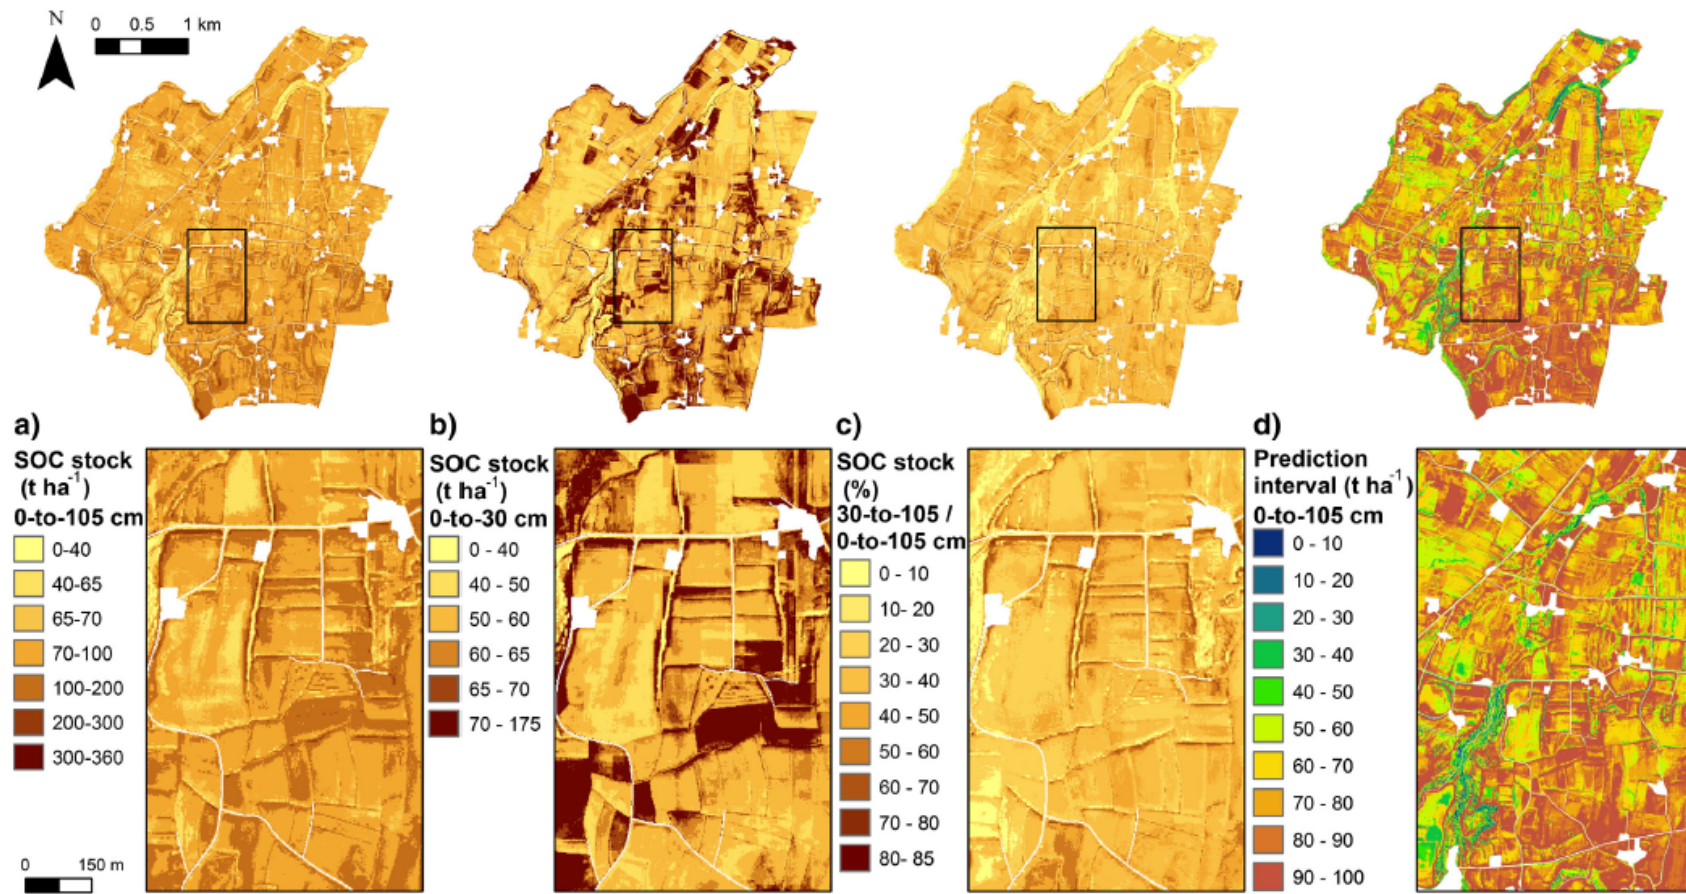 N
0 0.5 1 km
a)
SOC stock
(t ha⁻¹)
0-to-105 cm
0-40
40-65
65-70
70-100
100-200
200-300
300-360
0 150 m
b)
SOC stock
(t ha⁻¹)
0-to-30 cm
0 - 40
40 - 50
50 - 60
60 - 65
65 - 70
70 - 175
c)
SOC stock
(%)
30-to-105 /
0-to-105 cm
0 - 10
10- 20
20 - 30
30 - 40
40 - 50
50 - 60
60 - 70
70 - 80
80- 85
d)
Prediction
interval (t ha⁻¹)
0-to-105 cm
0 - 10
10 - 20
20 - 30
30 - 40
40 - 50
50 - 60
60 - 70
70 - 80
80 - 90
90 - 100